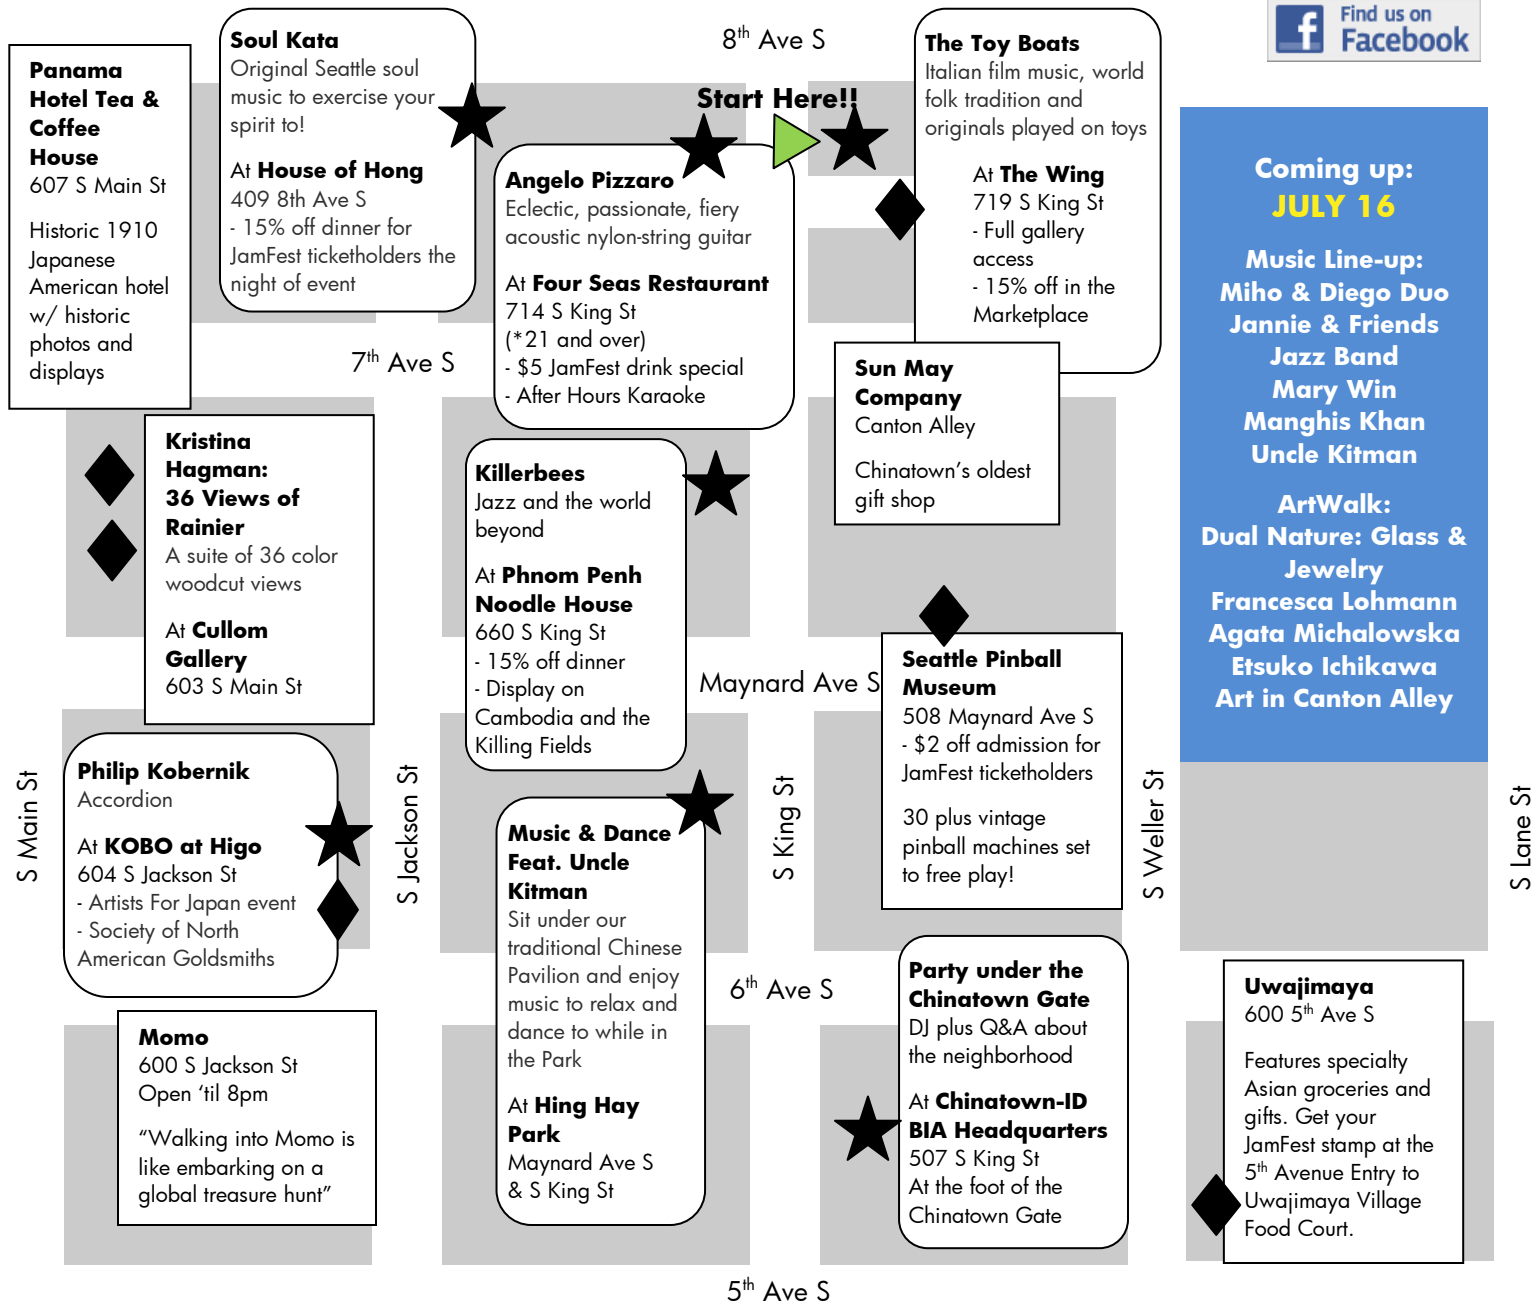 Find us on
Facebook
8th Ave S
Panama
Hotel Tea &
Coffee
House
607 S Main St
Historic 1910
Japanese
American hotel
w/ historic
photos and
displays
Soul Kata
Original Seattle soul
music to exercise your
spirit to!
At House of Hong
409 8th Ave S
- 15% off dinner for
JamFest ticketholders the
night of event
Start Here!!
Angelo Pizzaro
Eclectic, passionate, fiery
acoustic nylon-string guitar
At Four Seas Restaurant
714 S King St
(*21 and over)
- $5 JamFest drink special
- After Hours Karaoke
The Toy Boats
Italian film music, world
folk tradition and
originals played on toys
At The Wing
719 S King St
- Full gallery
access
- 15% off in the
Marketplace
Coming up:
JULY 16
Music Line-up:
Miho & Diego Duo
Jannie & Friends
Jazz Band
Mary Win
Manghis Khan
Uncle Kitman
ArtWalk:
Dual Nature: Glass &
Jewelry
Francesca Lohmann
Agata Michalowska
Etsuko Ichikawa
Art in Canton Alley
7th Ave S
Sun May
Company
Canton Alley
Chinatown's oldest
gift shop
Kristina
Hagman:
36 Views of
Rainier
A suite of 36 color
woodcut views
At Cullom
Gallery
603 S Main St
Killerbees
Jazz and the world
beyond
At Phnom Penh
Noodle House
660 S King St
- 15% off dinner
- Display on
Cambodia and the
Killing Fields
Maynard Ave S
Seattle Pinball
Museum
508 Maynard Ave S
- $2 off admission for
JamFest ticketholders
30 plus vintage
pinball machines set
to free play!
S Main St
Philip Kobernik
Accordion
At KOBO at Higo
604 S Jackson St
- Artists For Japan event
- Society of North
American Goldsmiths
S Jackson St
Music & Dance
Feat. Uncle
Kitman
Sit under our
traditional Chinese
Pavilion and enjoy
music to relax and
dance to while in
the Park
At Hing Hay
Park
Maynard Ave S
& S King St
S King St
S Weller St
S Lane St
6th Ave S
Party under the
Chinatown Gate
DJ plus Q&A about
the neighborhood
At Chinatown-ID
BIA Headquarters
507 S King St
At the foot of the
Chinatown Gate
Uwajimaya
600 5th Ave S
Features specialty
Asian groceries and
gifts. Get your
JamFest stamp at the
5th Avenue Entry to
Uwajimaya Village
Food Court.
Momo
600 S Jackson St
Open ‘til 8pm
“Walking into Momo is
like embarking on a
global treasure hunt”
5th Ave S